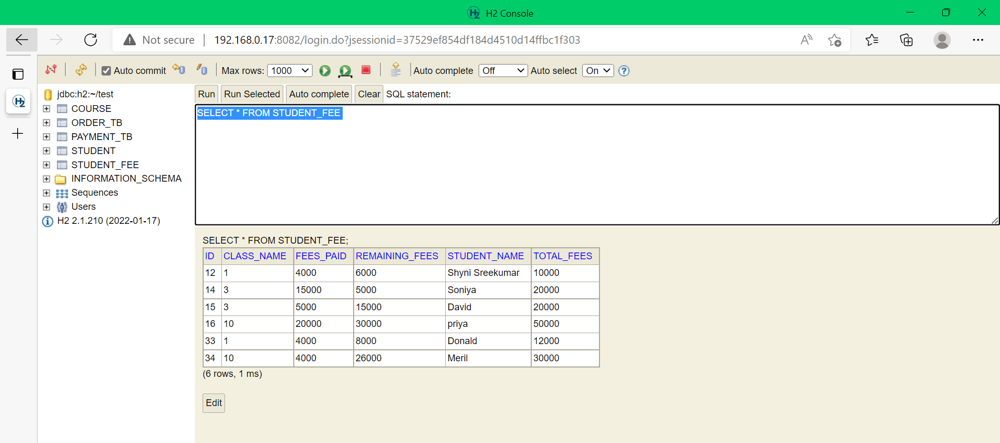 H2 Console
Not secure 192.168.0.17:8082/login.do?jsessionid=37529ef854df184d4510d14ffbc1f303
Auto commit Max rows: 1000 Auto complete Off Auto select On
jdbc:h2:~/test
COURSE
ORDER_TB
PAYMENT_TB
STUDENT
STUDENT_FEE
INFORMATION_SCHEMA
Sequences
Users
H2 2.1.210 (2022-01-17)
Run Run Selected Auto complete Clear SQL statement:
SELECT * FROM STUDENT_FEE
SELECT * FROM STUDENT_FEE;
ID CLASS_NAME FEES_PAID REMAINING_FEES STUDENT_NAME TOTAL_FEES
12 1 4000 6000 Shyni Sreekumar 10000
14 3 15000 5000 Soniya 20000
15 3 5000 15000 David 20000
16 10 20000 30000 priya 50000
33 1 4000 8000 Donald 12000
34 10 4000 26000 Meril 30000
(6 rows, 1 ms)
Edit